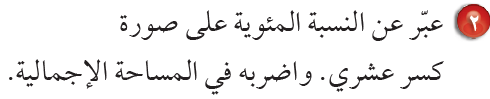 ٢ عبّر عن النسبة المئوية على صورة
كسر عشري. واضربه في المساحة الإجمالية.